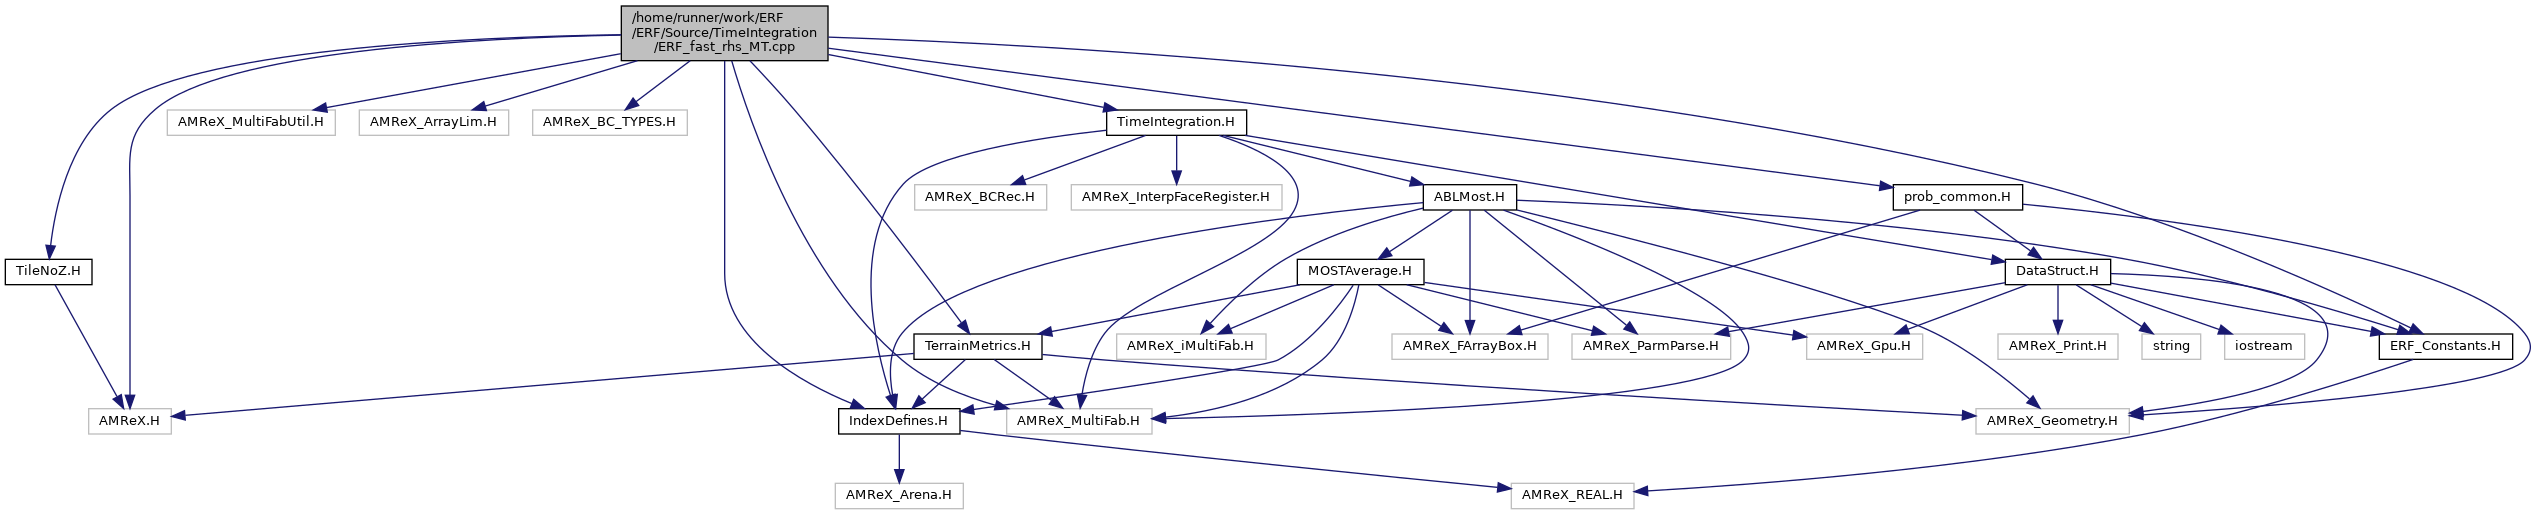 /home/runner/work/ERF
/ERF/Source/TimeIntegration
/ERF_fast_rhs_MT.cpp
AMReX_MultiFabUtil.H
AMReX_ArrayLim.H
AMReX_BC_TYPES.H
TimeIntegration.H
AMReX_BCRec.H
AMReX_InterpFaceRegister.H
ABLMost.H
prob_common.H
TileNoZ.H
MOSTAverage.H
DataStruct.H
TerrainMetrics.H
AMReX_iMultiFab.H
AMReX_FArrayBox.H
AMReX_ParmParse.H
AMReX_Gpu.H
AMReX_Print.H
string
iostream
ERF_Constants.H
AMReX.H
IndexDefines.H
AMReX_MultiFab.H
AMReX_Geometry.H
AMReX_Arena.H
AMReX_REAL.H